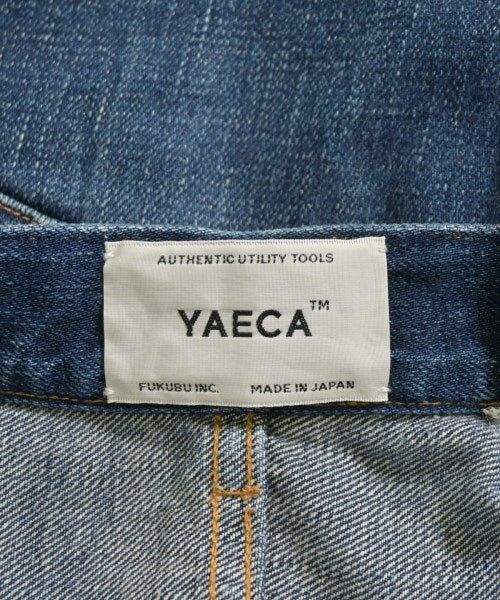 AUTHENTIC UTILITY TOOLS
YAECA™
FUKUBU INC. MADE IN JAPAN